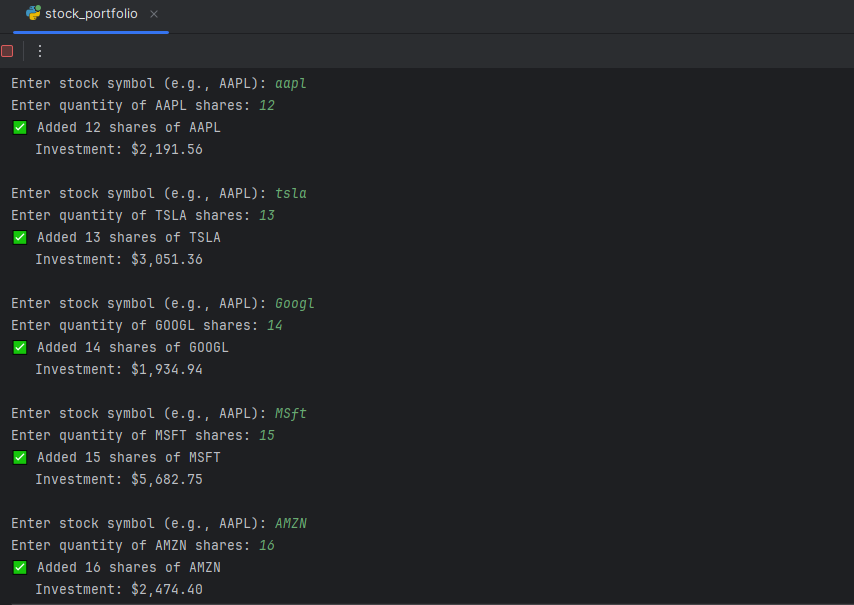 stock_portfolio
Enter stock symbol (e.g., AAPL): aapl
Enter quantity of AAPL shares: 12
✅ Added 12 shares of AAPL
Investment: $2,191.56
Enter stock symbol (e.g., AAPL): tsla
Enter quantity of TSLA shares: 13
✅ Added 13 shares of TSLA
Investment: $3,051.36
Enter stock symbol (e.g., AAPL): Googl
Enter quantity of GOOGL shares: 14
✅ Added 14 shares of GOOGL
Investment: $1,934.94
Enter stock symbol (e.g., AAPL): MSft
Enter quantity of MSFT shares: 15
✅ Added 15 shares of MSFT
Investment: $5,682.75
Enter stock symbol (e.g., AAPL): AMZN
Enter quantity of AMZN shares: 16
✅ Added 16 shares of AMZN
Investment: $2,474.40